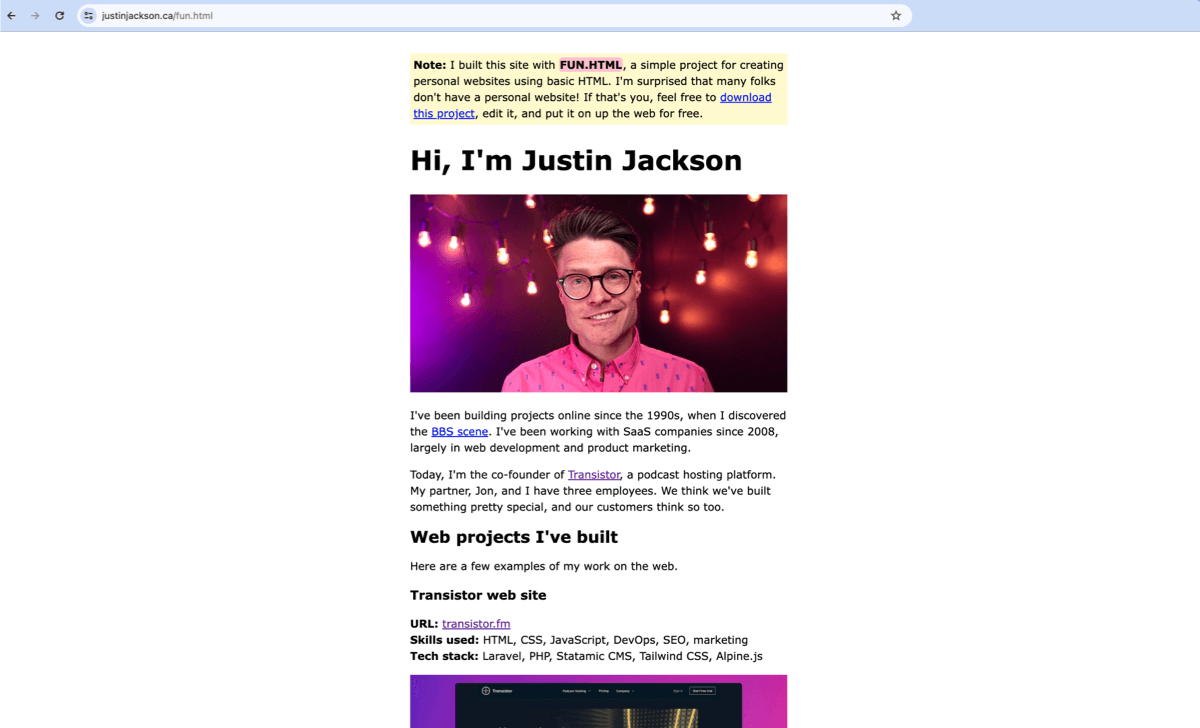 justinjackson.ca/fun.html
Note: I built this site with FUN.HTML, a simple project for creating
personal websites using basic HTML. I'm surprised that many folks
don't have a personal website! If that's you, feel free to download
this project, edit it, and put it on up the web for free.
Hi, I'm Justin Jackson
I've been building projects online since the 1990s, when I discovered
the BBS scene. I've been working with SaaS companies since 2008,
largely in web development and product marketing.
Today, I'm the co-founder of Transistor, a podcast hosting platform.
My partner, Jon, and I have three employees. We think we've built
something pretty special, and our customers think so too.
Web projects I've built
Here are a few examples of my work on the web.
Transistor web site
URL: transistor.fm
Skills used: HTML, CSS, JavaScript, DevOps, SEO, marketing
Tech stack: Laravel, PHP, Statamic CMS, Tailwind CSS, Alpine.js
Transistor Podcast Hosting Pricing Company Sign in Start free trial